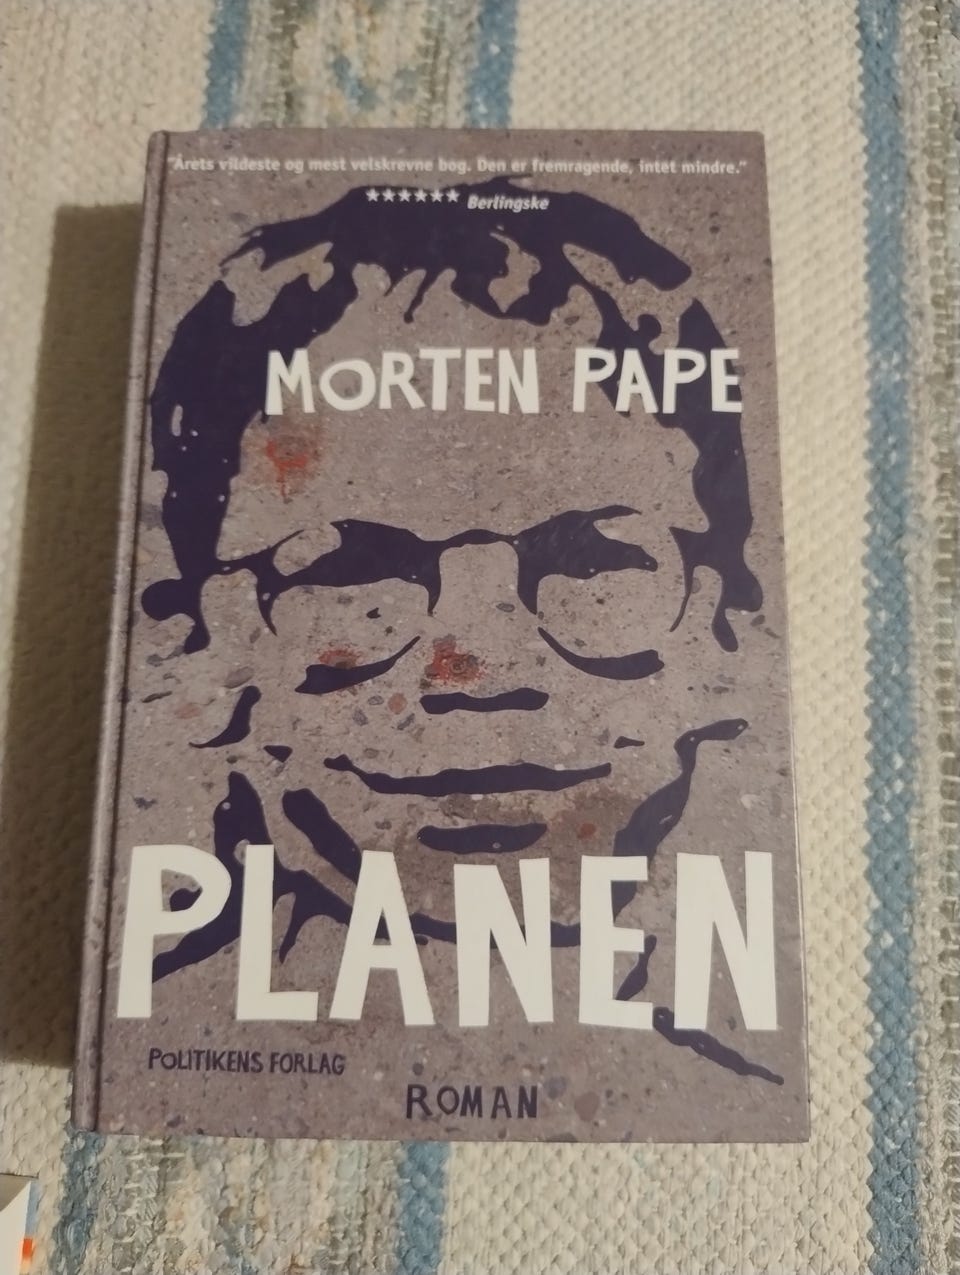 "Årets vildeste og mest velskrevne bog. Den er fremragende, intet mindre."
★★★★★★ Berlingske
MORTEN PAPE
PLANEN
POLITIKENS FORLAG
ROMAN